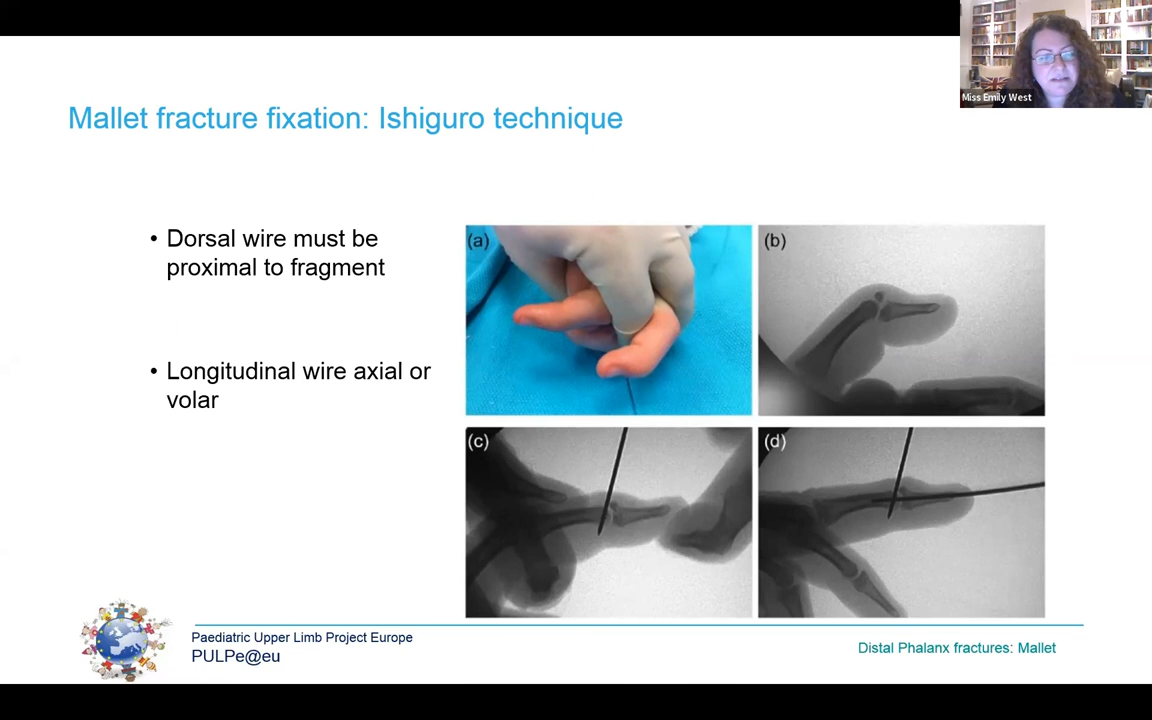 Miss Emily West
Mallet fracture fixation: Ishiguro technique
• Dorsal wire must be
proximal to fragment
• Longitudinal wire axial or
volar
(a)
(b)
(c)
(d)
Paediatric Upper Limb Project Europe
PULPe@eu
Distal Phalanx fractures: Mallet